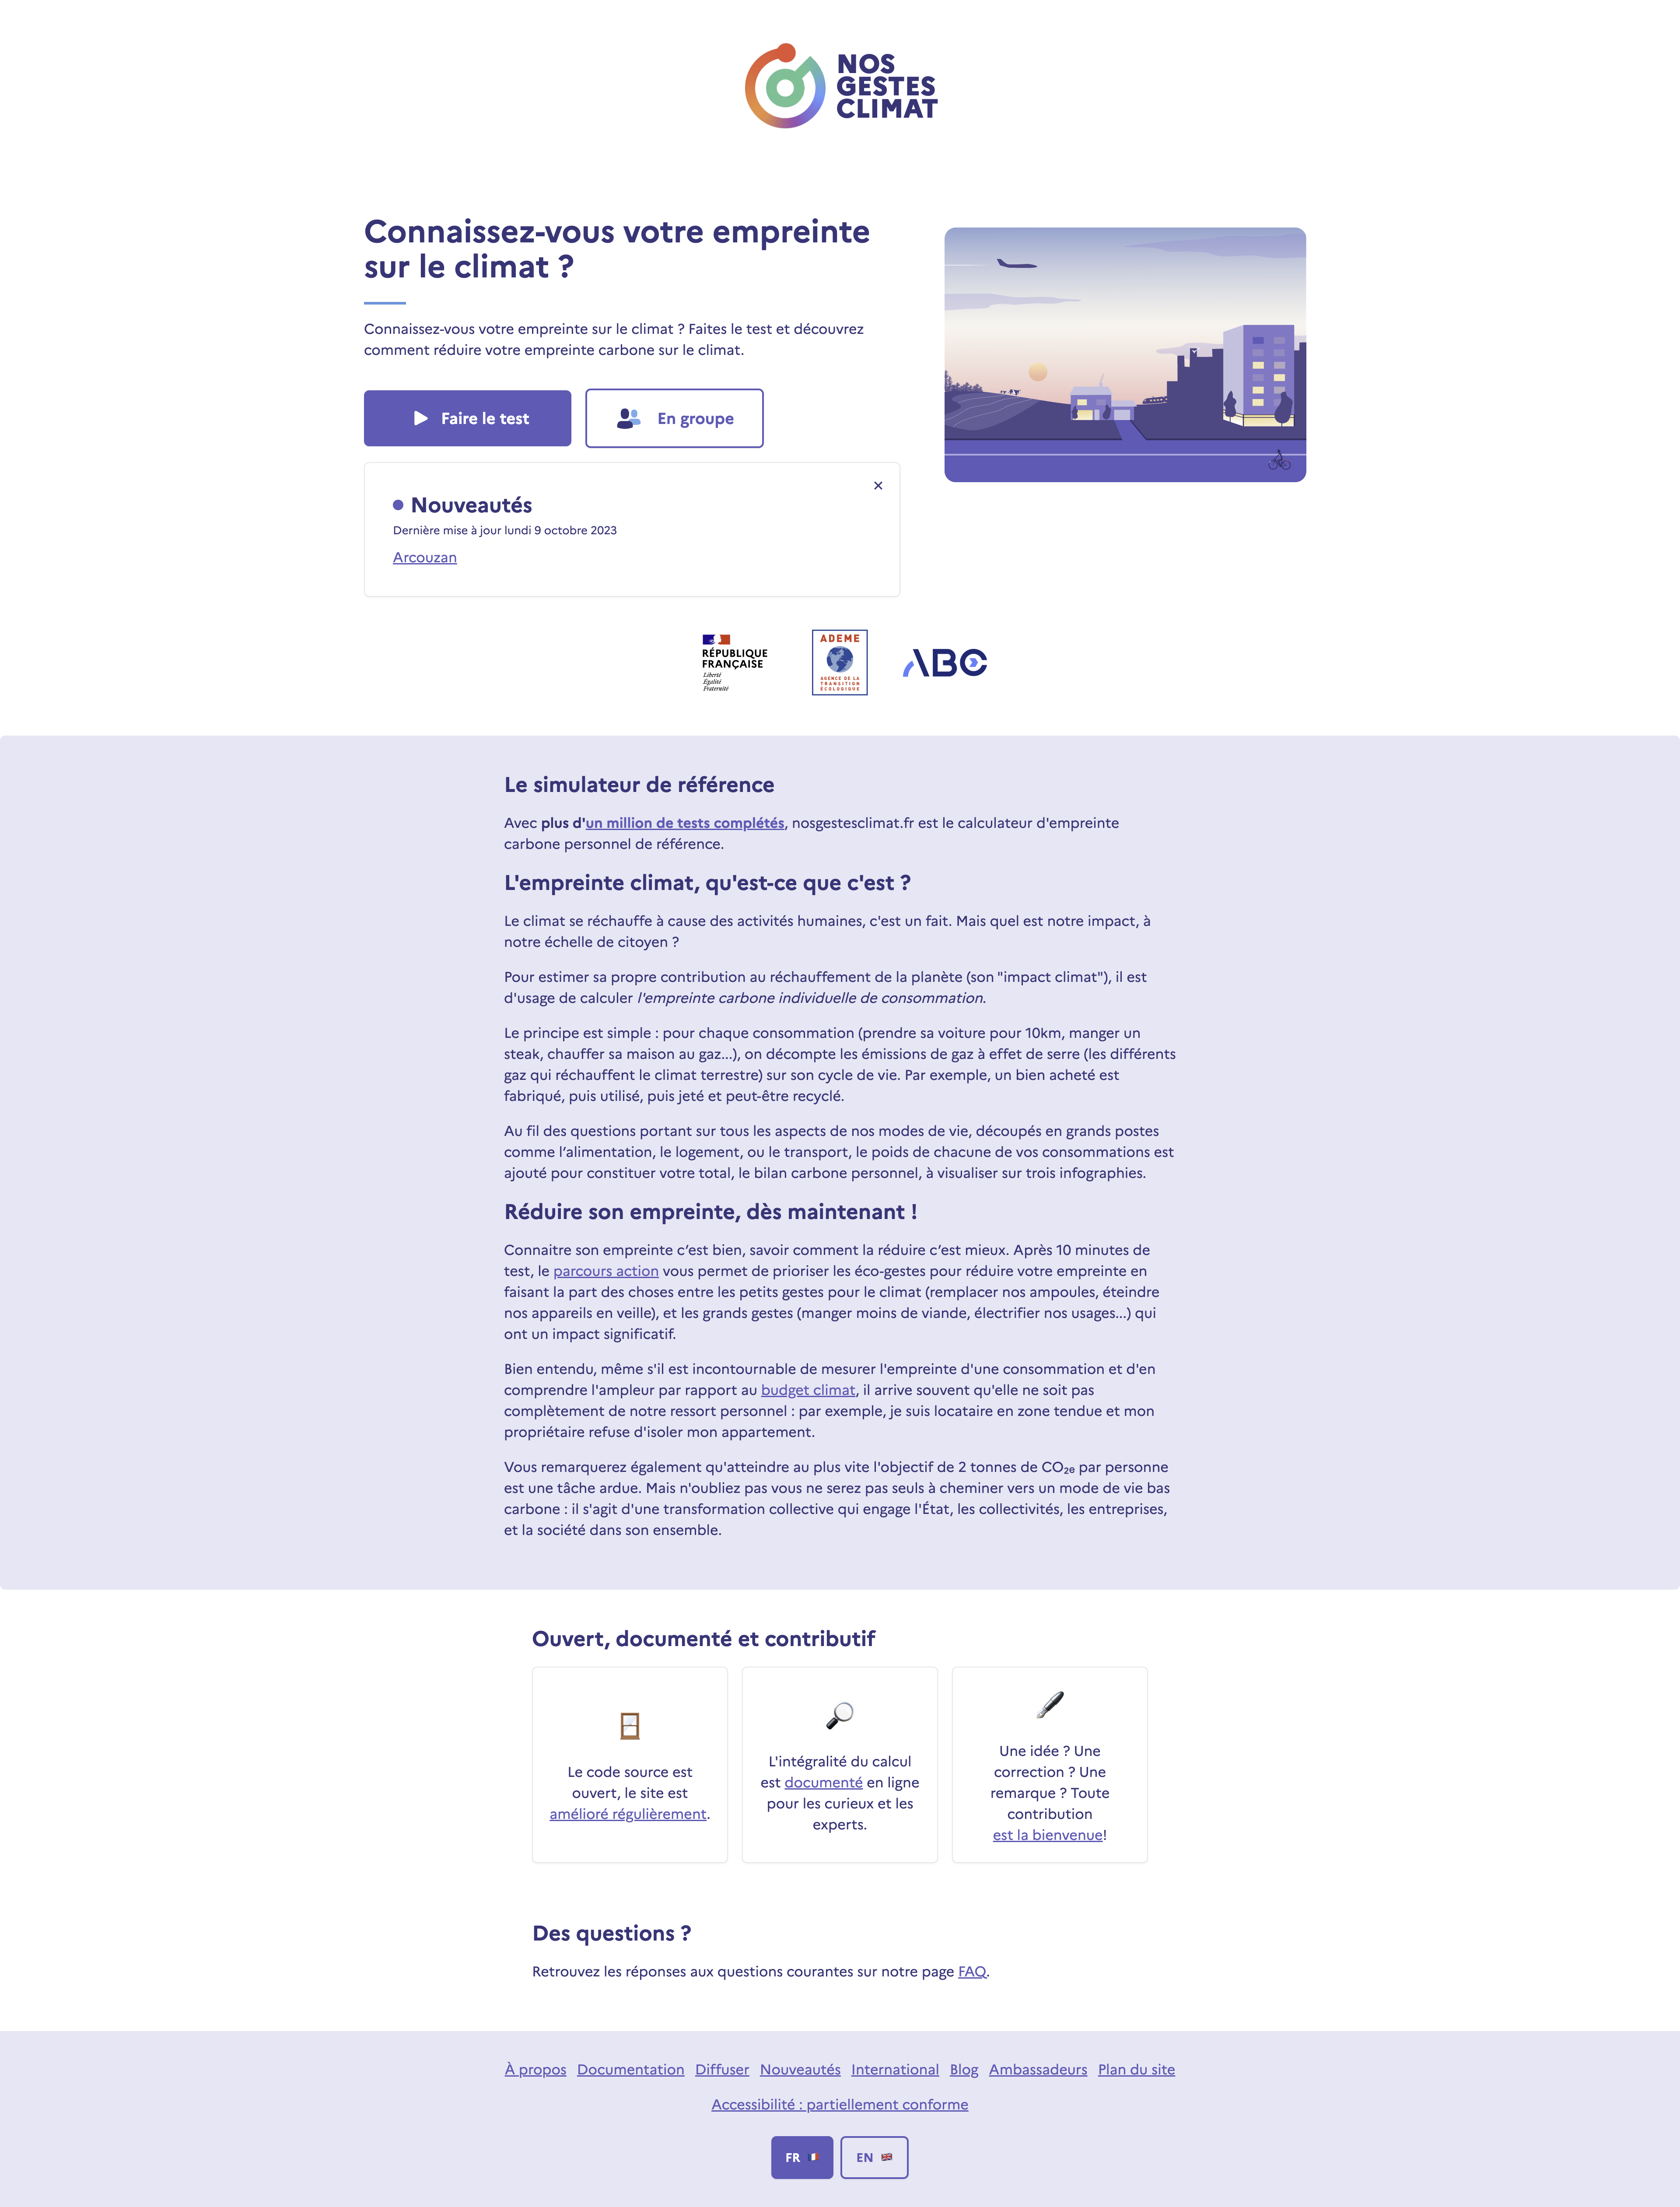 NOS
GESTES
CLIMAT
Connaissez-vous votre empreinte
sur le climat ?
Connaissez-vous votre empreinte sur le climat ? Faites le test et découvrez
comment réduire votre empreinte carbone sur le climat.
Faire le test
En groupe
Nouveautés
Dernière mise à jour lundi 9 octobre 2023
Arcouzan
RÉPUBLIQUE
FRANÇAISE
Liberté
Égalité
Fraternité
ADEME
AGENCE DE LA
TRANSITION
ÉCOLOGIQUE
ABC
Le simulateur de référence
Avec plus d'un million de tests complétés, nosgestesclimat.fr est le calculateur d'empreinte
carbone personnel de référence.
L'empreinte climat, qu'est-ce que c'est ?
Le climat se réchauffe à cause des activités humaines, c'est un fait. Mais quel est notre impact, à
notre échelle de citoyen ?
Pour estimer sa propre contribution au réchauffement de la planète (son "impact climat"), il est
d'usage de calculer l'empreinte carbone individuelle de consommation.
Le principe est simple : pour chaque consommation (prendre sa voiture pour 10km, manger un
steak, chauffer sa maison au gaz...), on décompte les émissions de gaz à effet de serre (les différents
gaz qui réchauffent le climat terrestre) sur son cycle de vie. Par exemple, un bien acheté est
fabriqué, puis utilisé, puis jeté et peut-être recyclé.
Au fil des questions portant sur tous les aspects de nos modes de vie, découpés en grands postes
comme l’alimentation, le logement, ou le transport, le poids de chacune de vos consommations est
ajouté pour constituer votre total, le bilan carbone personnel, à visualiser sur trois infographies.
Réduire son empreinte, dès maintenant !
Connaitre son empreinte c’est bien, savoir comment la réduire c’est mieux. Après 10 minutes de
test, le parcours action vous permet de prioriser les éco-gestes pour réduire votre empreinte en
faisant la part des choses entre les petits gestes pour le climat (remplacer nos ampoules, éteindre
nos appareils en veille), et les grands gestes (manger moins de viande, électrifier nos usages...) qui
ont un impact significatif.
Bien entendu, même s'il est incontournable de mesurer l'empreinte d'une consommation et d'en
comprendre l'ampleur par rapport au budget climat, il arrive souvent qu'elle ne soit pas
complètement de notre ressort personnel : par exemple, je suis locataire en zone tendue et mon
propriétaire refuse d'isoler mon appartement.
Vous remarquerez également qu'atteindre au plus vite l'objectif de 2 tonnes de CO₂e par personne
est une tâche ardue. Mais n'oubliez pas vous ne serez pas seuls à cheminer vers un mode de vie bas
carbone : il s'agit d'une transformation collective qui engage l'État, les collectivités, les entreprises,
et la société dans son ensemble.
Ouvert, documenté et contributif
Le code source est
ouvert, le site est
amélioré régulièrement.
L'intégralité du calcul
est documenté en ligne
pour les curieux et les
experts.
Une idée ? Une
correction ? Une
remarque ? Toute
contribution
est la bienvenue!
Des questions ?
Retrouvez les réponses aux questions courantes sur notre page FAQ.
À propos Documentation Diffuser Nouveautés International Blog Ambassadeurs Plan du site
Accessibilité : partiellement conforme
FR EN